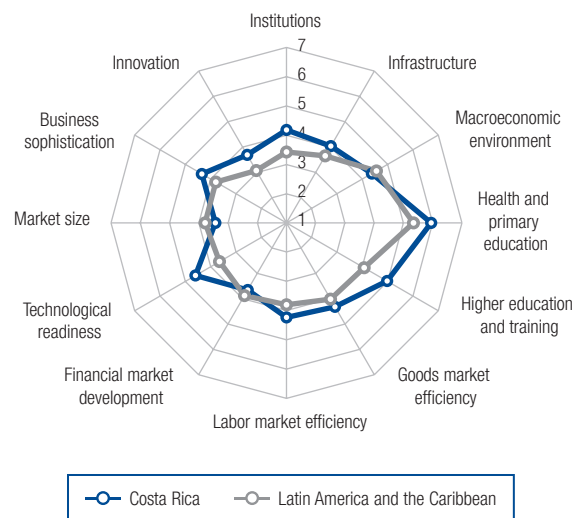 Institutions
7
6
5
4
3
2
1
Innovation
Infrastructure
Business
sophistication
Macroeconomic
environment
Market size
Health and
primary
education
Technological
readiness
Higher education
and training
Financial market
development
Goods market
efficiency
Labor market efficiency
Costa Rica
Latin America and the Caribbean